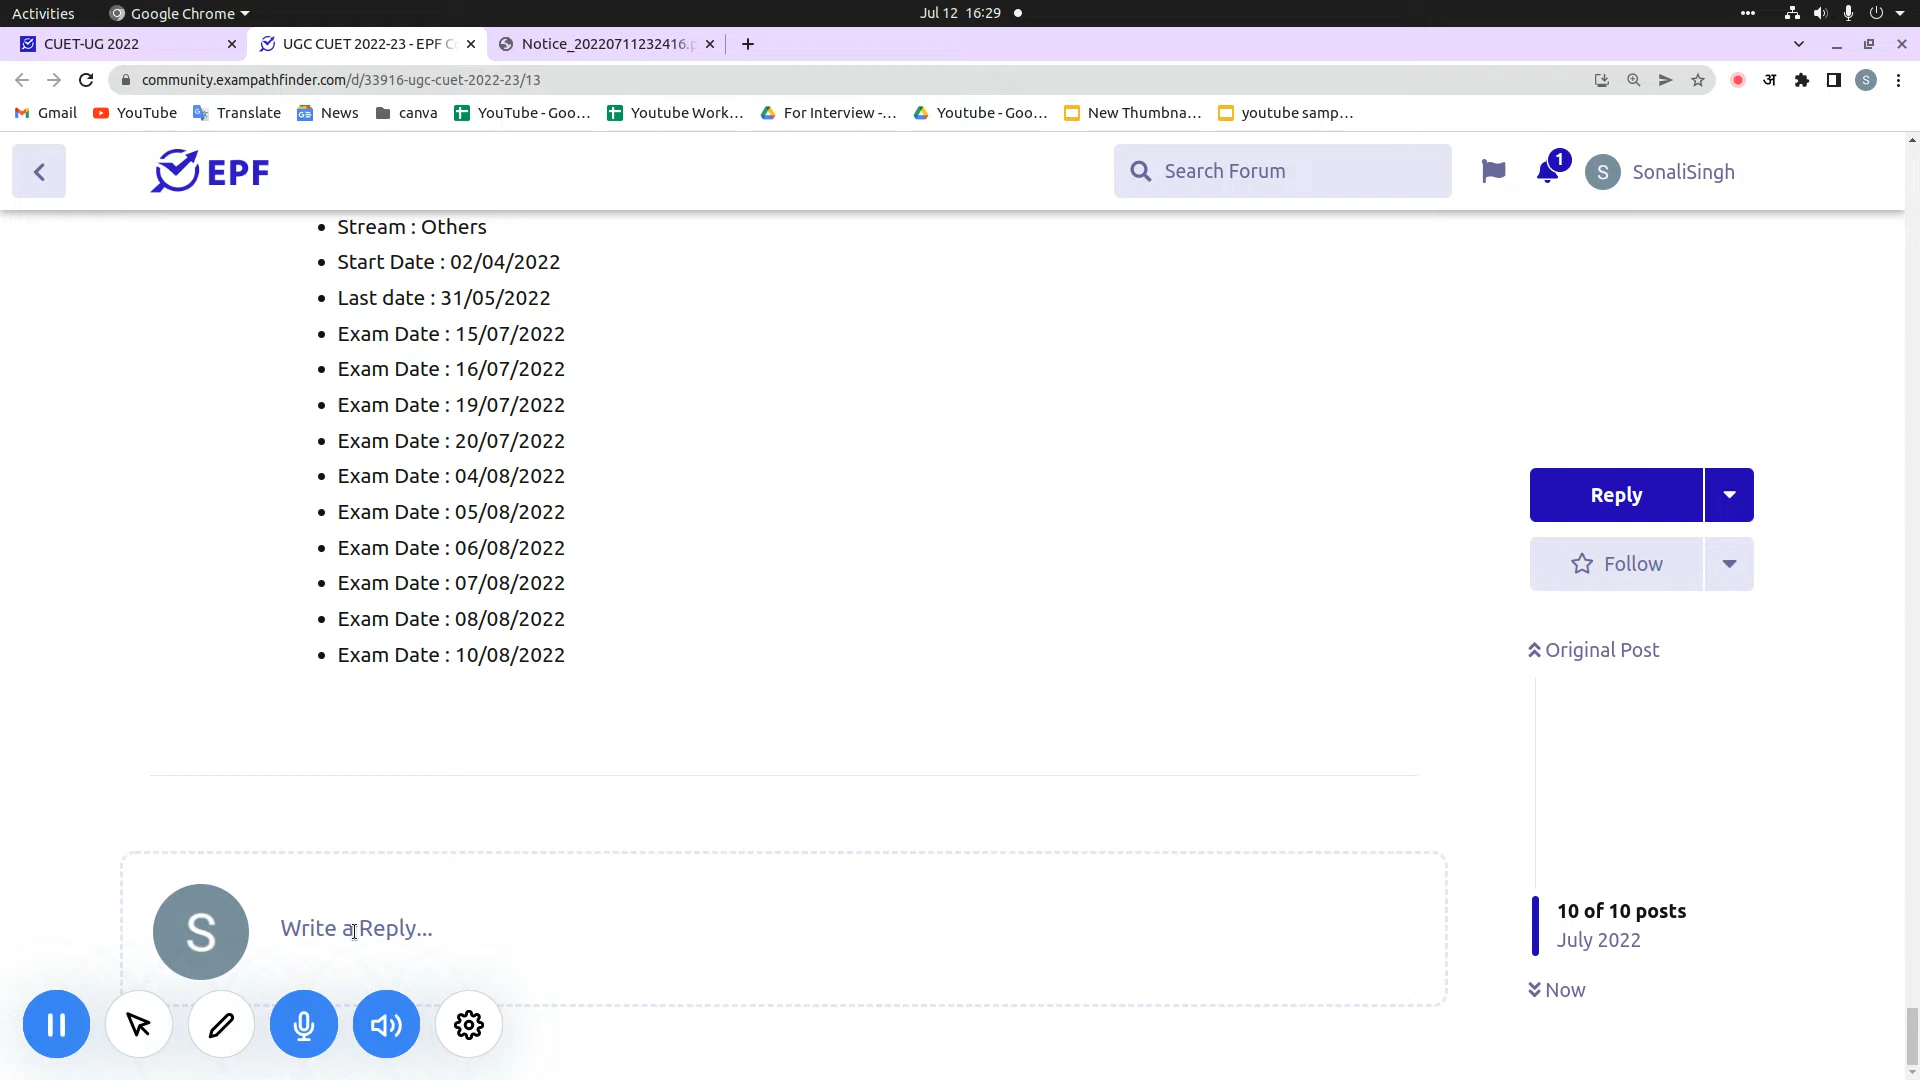 Activities Google Chrome Jul 12 16:29
CUET-UG 2022 UGC CUET 2022-23 - EPF C Notice_20220711232416.p
community.exampathfinder.com/d/33916-ugc-cuet-2022-23/13 अ S
Gmail YouTube Translate News canva YouTube - Goo... Youtube Work... For Interview -... Youtube - Goo... New Thumbna... youtube samp...
EPF Search Forum 1 S SonaliSingh
Stream : Others
Start Date : 02/04/2022
Last date : 31/05/2022
Exam Date : 15/07/2022
Exam Date : 16/07/2022
Exam Date : 19/07/2022
Exam Date : 20/07/2022
Exam Date : 04/08/2022
Exam Date : 05/08/2022
Exam Date : 06/08/2022
Exam Date : 07/08/2022
Exam Date : 08/08/2022
Exam Date : 10/08/2022
Reply
Follow
Original Post
10 of 10 posts
July 2022
Now
S Write a Reply...